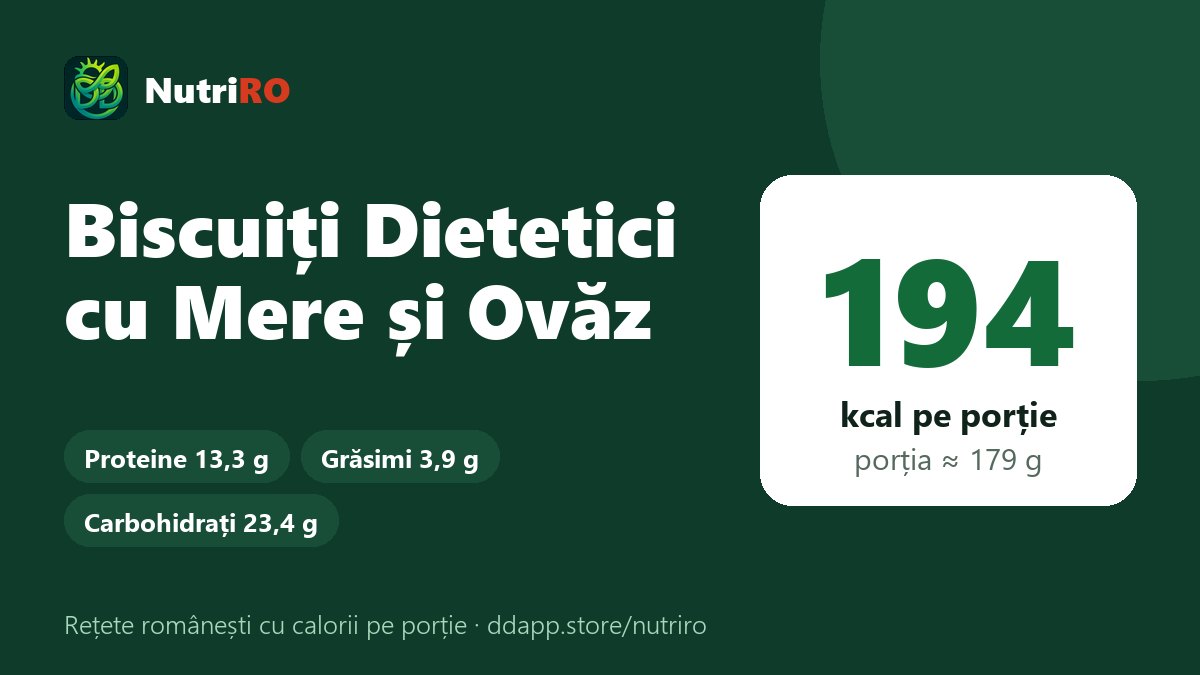 NutriRO
Biscuiți Dietetici
cu Mere și Ovăz
Proteine 13,3 g
Grăsimi 3,9 g
Carbohidrați 23,4 g
194
kcal pe porție
porția ≈ 179 g
Rețete românești cu calorii pe porție · ddapp.store/nutriro